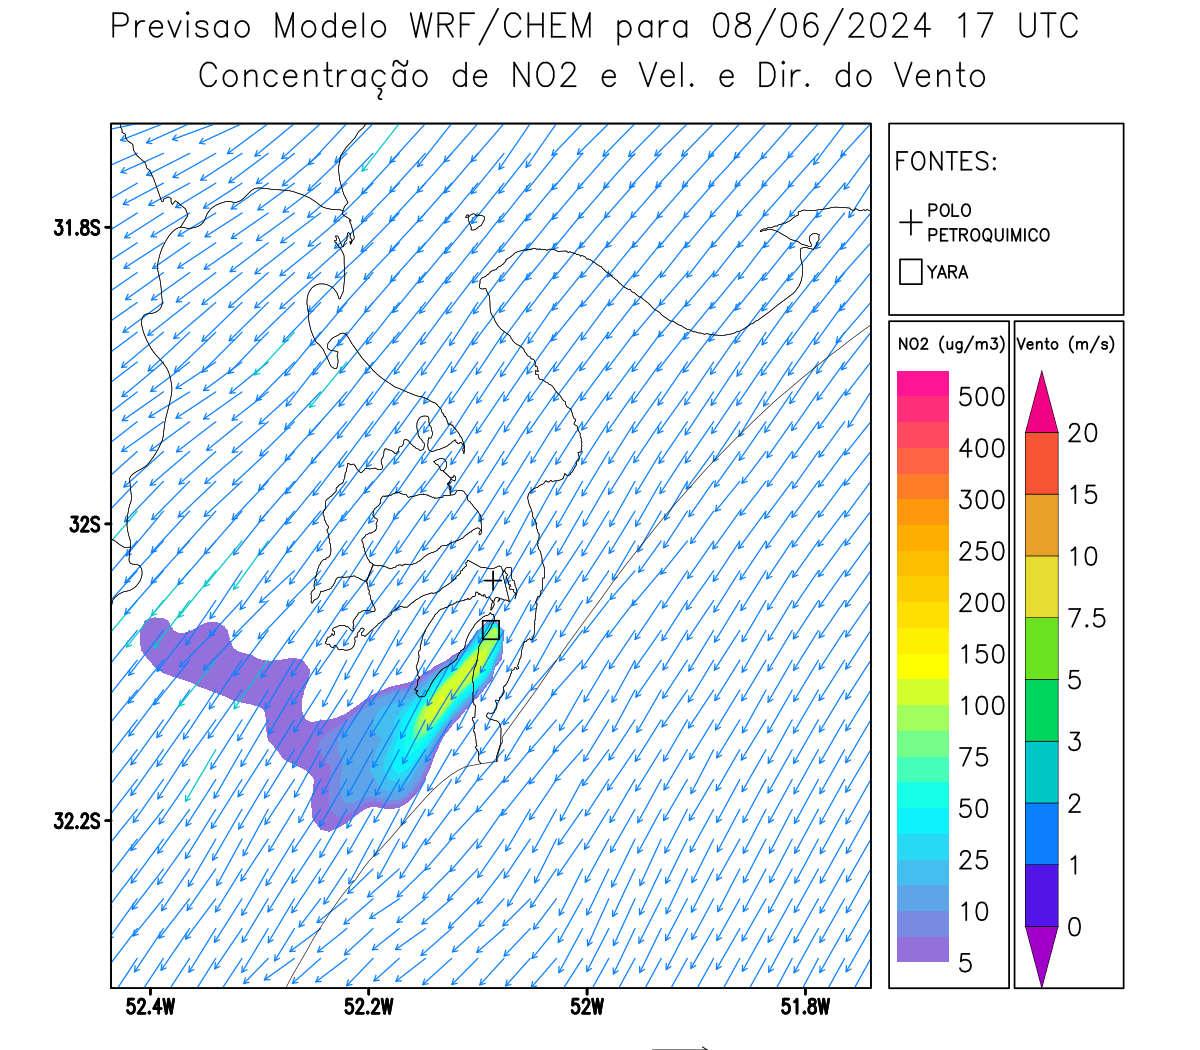 Previsao Modelo WRF/CHEM para 08/06/2024 17 UTC
Concentração de NO2 e Vel. e Dir. do Vento
FONTES:
POLO
PETROQUIMICO
YARA
NO2 (ug/m3)
500
400
300
250
200
150
100
75
50
25
10
5
Vento (m/s)
20
15
10
7.5
5
3
2
1
0
31.8S
32S
32.2S
52.4W
52.2W
52W
51.8W